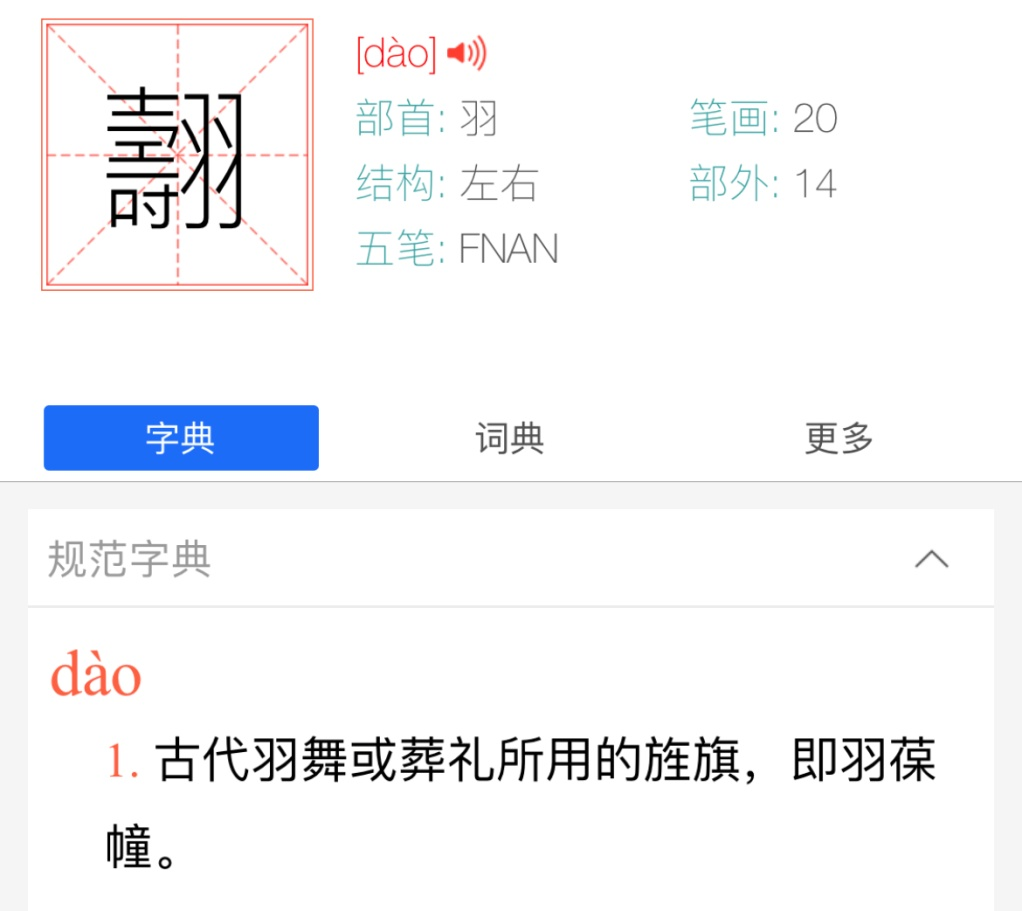 翿
[dào]
部首: 羽 笔画: 20
结构: 左右 部外: 14
五笔: FNAN
字典 词典 更多
规范字典
dào
1. 古代羽舞或葬礼所用的旌旗，即羽葆
幢。